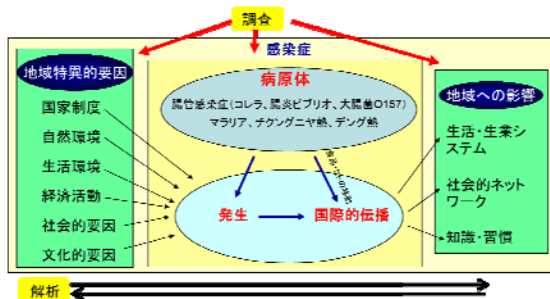 調査
感染症
地域特異的要因
国家制度
自然環境
生活環境
経済活動
社会的要因
文化的要因
病原体
腸管感染症(コレラ、腸炎ビブリオ、大腸菌O157)
マラリア、チクングニヤ熱、デング熱
発生
国際的伝播
地域への影響
生活・生業シ
ステム
社会的ネット
ワーク
知識・習慣
解析